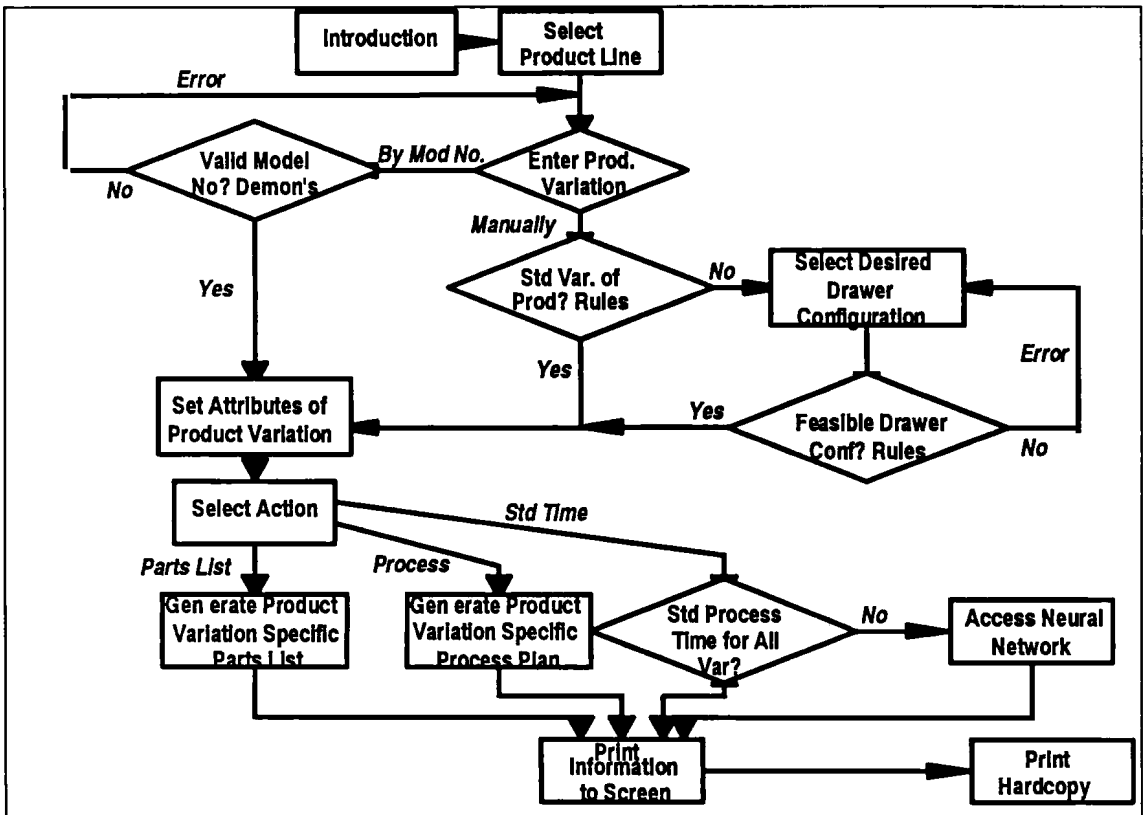 Introduction
Select
Product Line
Error
Valid Model
No? Demon's
By Mod No.
Enter Prod.
Variation
No
Manually
Yes
Std Var. of
Prod? Rules
No
Select Desired
Drawer
Configuration
Error
Yes
Set Attributes of
Product Variation
Yes
Feasible Drawer
Conf? Rules
No
Select Action
Std Time
Parts List
Process
Gen erate Product
Variation Specific
Parts List
Gen erate Product
Variation Specific
Process Plan
Std Process
Time for All
Var?
No
Access Neural
Network
Print
Information
to Screen
Print
Hardcopy